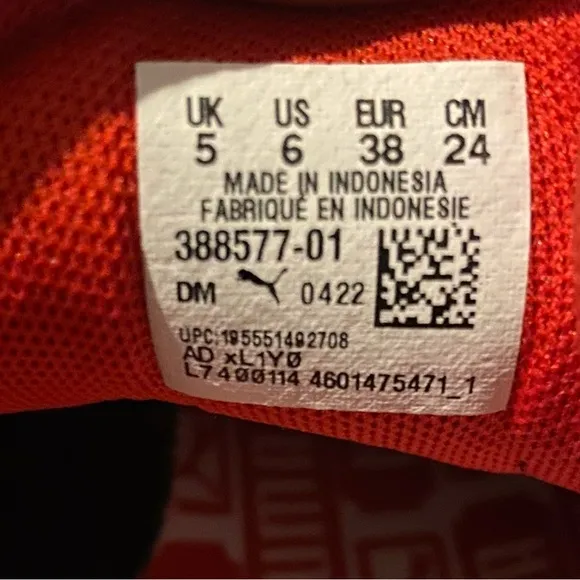 UK US EUR CM
5 6 38 24
MADE IN INDONESIA
FABRIQUÉ EN INDONESIE
388577-01
DM 0422
UPC:195551492708
AD xL1Y0
L7400114 4601475471_1